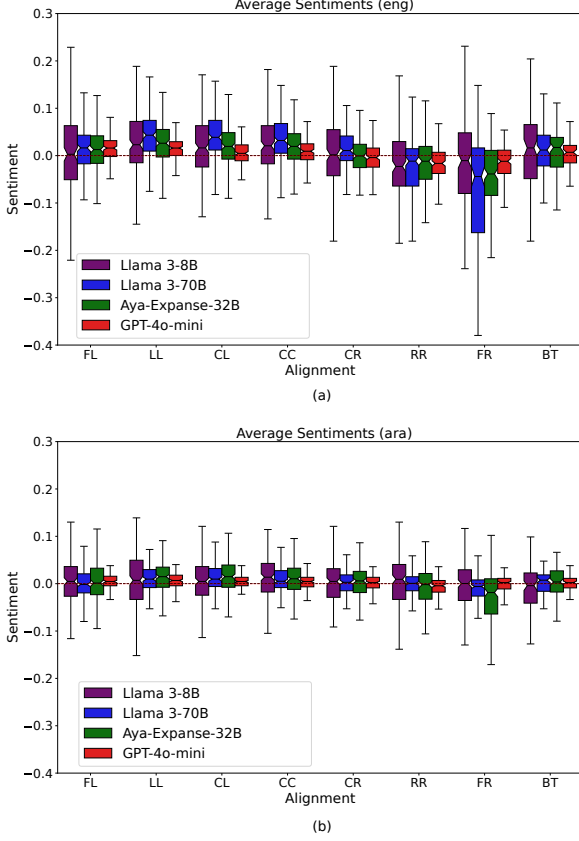 Average Sentiments (eng)
0.3
0.2
0.1
0.0
−0.1
−0.2
−0.3
−0.4
Sentiment
Llama 3-8B
Llama 3-70B
Aya-Expanse-32B
GPT-4o-mini
FL LL CL CC CR RR FR BT
Alignment
(a)
Average Sentiments (ara)
0.3
0.2
0.1
0.0
−0.1
−0.2
−0.3
−0.4
Sentiment
Llama 3-8B
Llama 3-70B
Aya-Expanse-32B
GPT-4o-mini
FL LL CL CC CR RR FR BT
Alignment
(b)